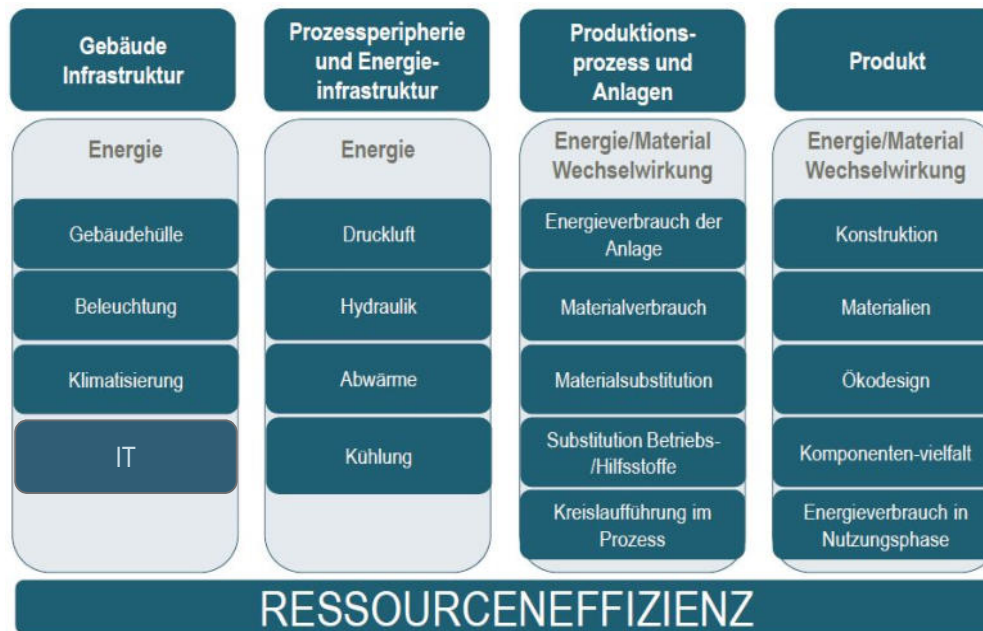 Gebäude
Infrastruktur
Prozessperipherie
und Energie-
infrastruktur
Produktions-
prozess und
Anlagen
Produkt
Energie
Gebäudehülle
Beleuchtung
Klimatisierung
IT
Energie
Druckluft
Hydraulik
Abwärme
Kühlung
Energie/Material
Wechselwirkung
Energieverbrauch der
Anlage
Materialverbrauch
Materialsubstitution
Substitution Betriebs-
/Hilfsstoffe
Kreislaufführung im
Prozess
Energie/Material
Wechselwirkung
Konstruktion
Materialien
Ökodesign
Komponenten-vielfalt
Energieverbrauch in
Nutzungsphase
RESSOURCENEFFIZIENZ